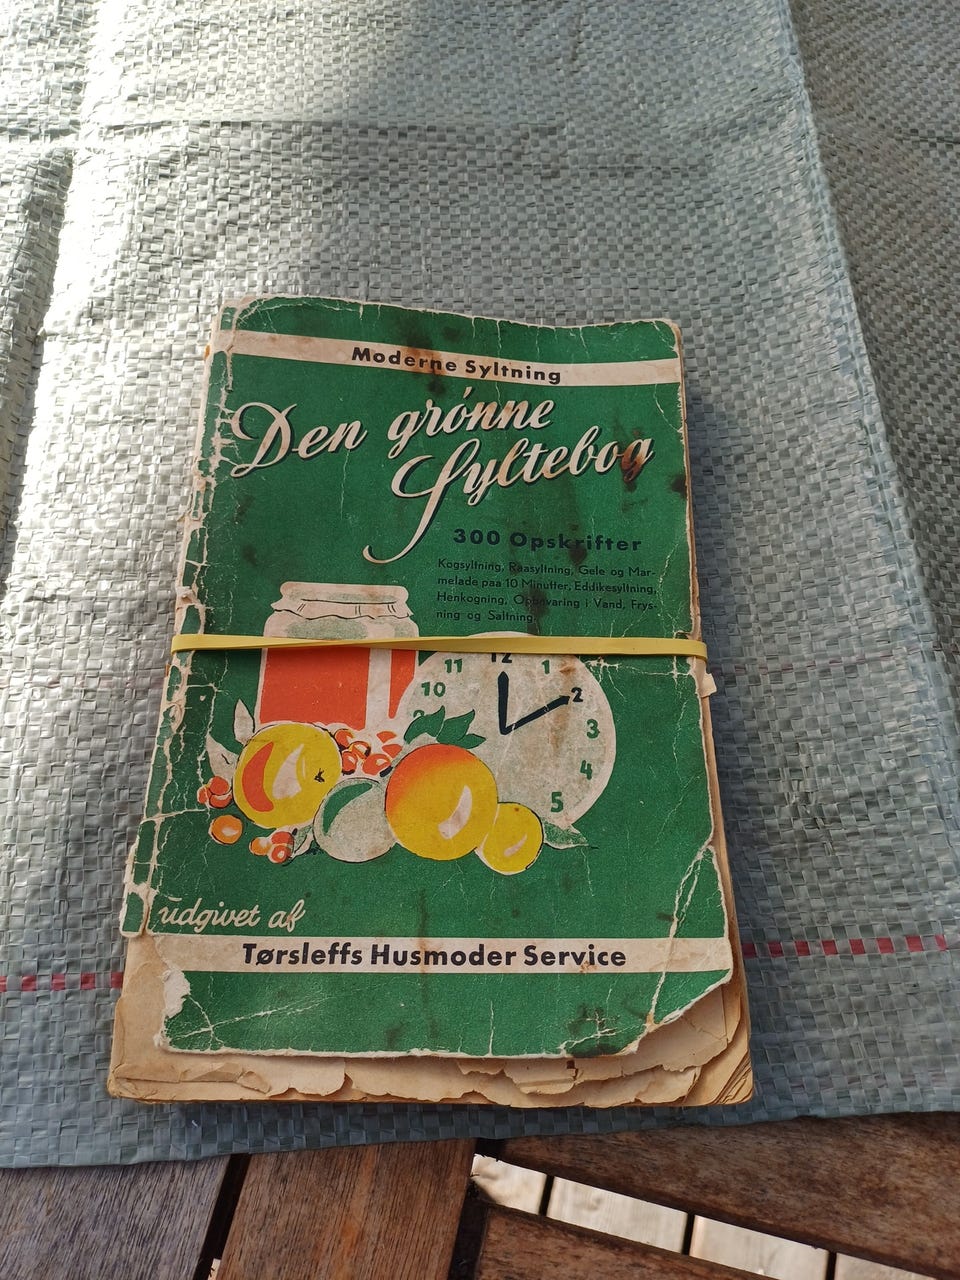 Moderne Syltning
Den grønne
Syltebog
300 Opskrifter
Kogsyltning, Raasyltning, Gele og Mar-
melade paa 10 Minutter, Eddikesyltning,
Henkogning, Opbevaring i Vand, Frys-
ning og Saltning.
11 12 1
10 2
3
4
5
udgivet af
Tørsleffs Husmoder Service